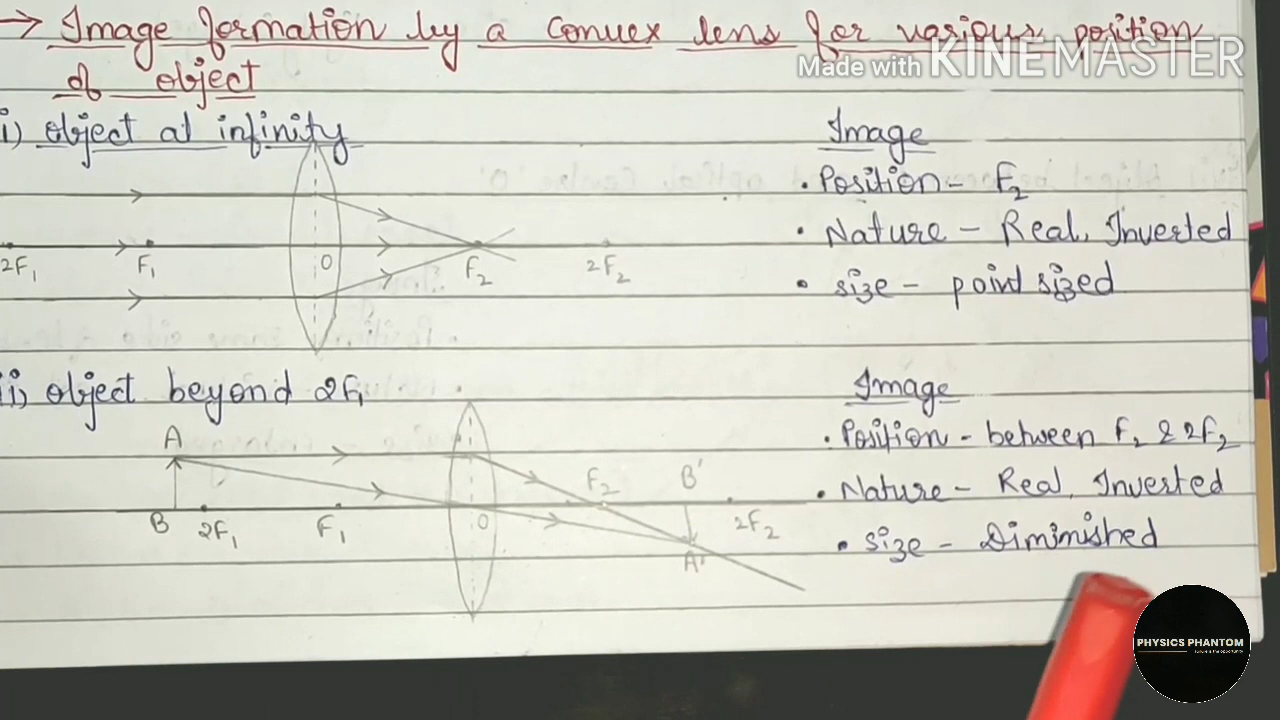 → Image formation by a convex lens for various position
of object
Made with KINEMASTER
i) object at infinity
Image
• Position - F₂
• Nature - Real, Inverted
• size - point sized
2F₁ F₁ O F₂ 2F₂
ii) object beyond 2F₁
Image
• Position - between F₂ & 2F₂
• Nature - Real, Inverted
• size - Diminished
A
B 2F₁ F₁ O F₂ B' 2F₂
A'
PHYSICS PHANTOM